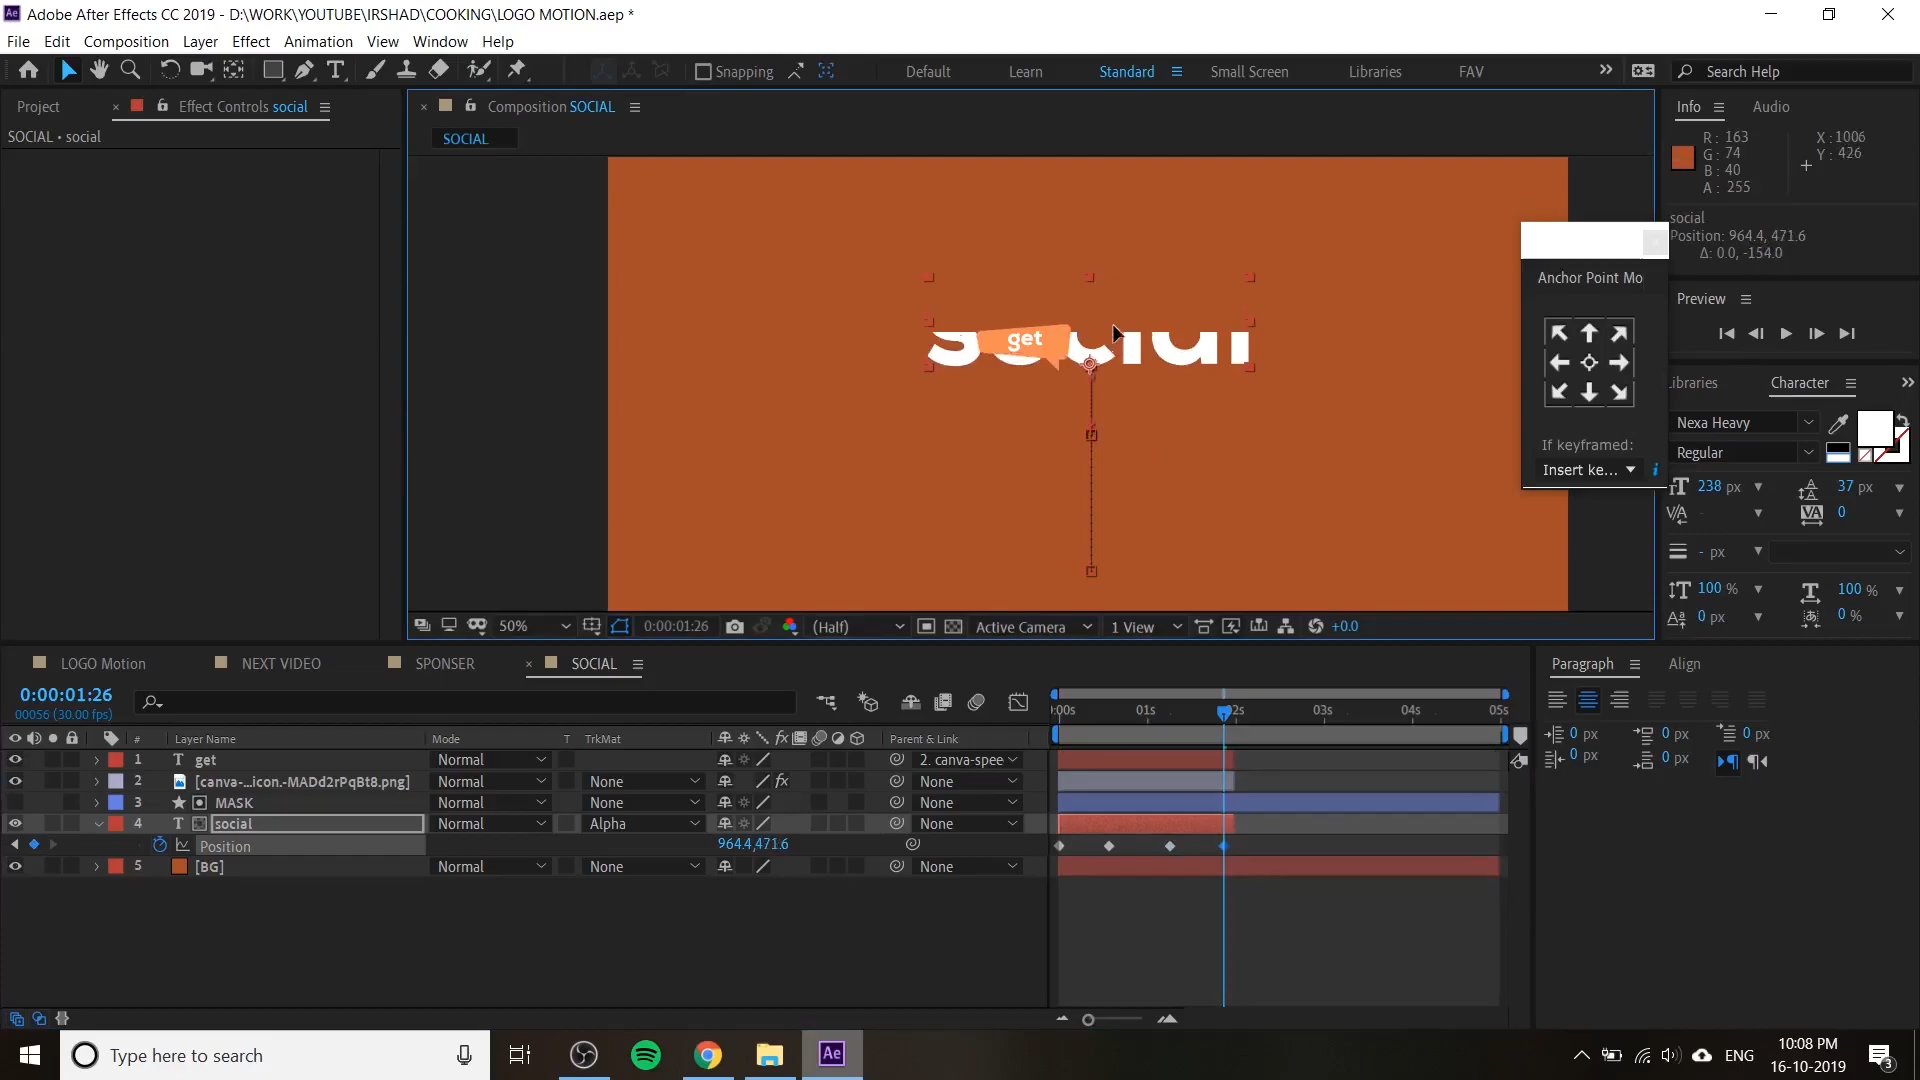 Adobe After Effects CC 2019 - D:\WORK\YOUTUBE\IRSHAD\COOKING\LOGO MOTION.aep *
File Edit Composition Layer Effect Animation View Window Help
Snapping Default Learn Standard Small Screen Libraries FAV Search Help
Project Effect Controls social
SOCIAL • social
Composition SOCIAL
SOCIAL
social
get
50% 0:00:01:26 (Half) Active Camera 1 View +0.0
Info Audio
R : 163
G : 74
B : 40
A : 255
X : 1006
Y : 426
social
Position: 964.4, 471.6
Δ: 0.0, -154.0
Anchor Point Mo
If keyframed:
Insert ke...
Preview
Libraries Character
Nexa Heavy
Regular
238 px 37 px
- 0
- px
100 % 100 %
0 px 0 %
LOGO Motion NEXT VIDEO SPONSER SOCIAL
0:00:01:26
00056 (30.00 fps)
# Layer Name Mode T TrkMat Parent & Link
1 T get Normal 2. canva-spee
2 [canva-...icon.-MADd2rPqBt8.png] Normal None fx None
3 MASK Normal None None
4 T social Normal Alpha None
Position 964.4,471.6
5 [BG] Normal None None
):00s 01s 02s 03s 04s 05s
Paragraph Align
0 px 0 px 0 px
0 px 0 px
Type here to search
Ae
ENG
10:08 PM
16-10-2019
3